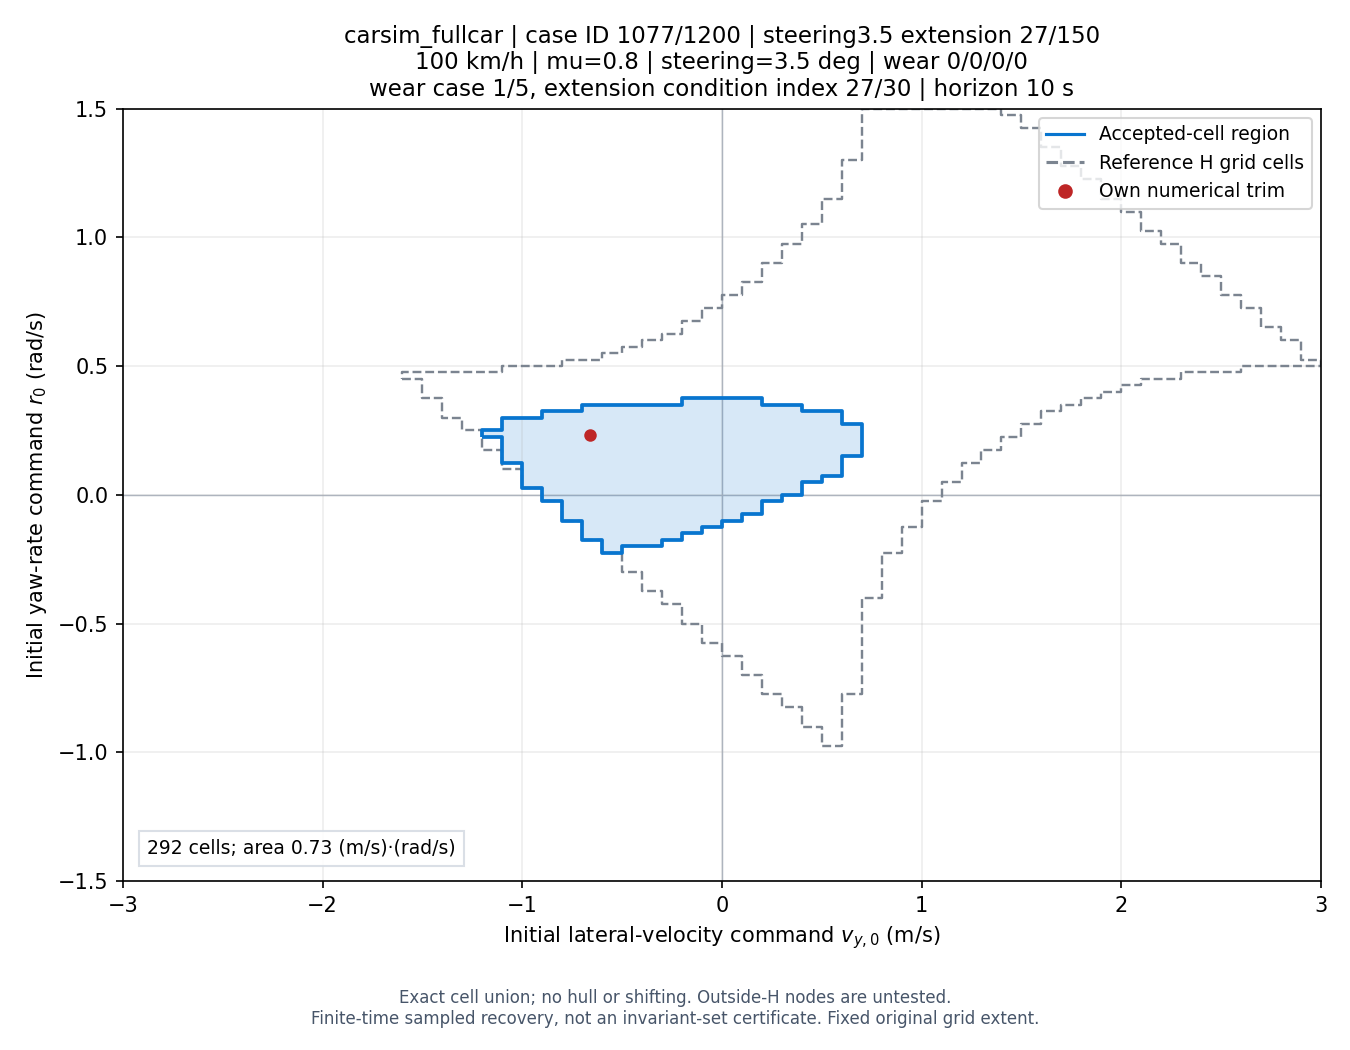 carsim_fullcar | case ID 1077/1200 | steering3.5 extension 27/150
100 km/h | mu=0.8 | steering=3.5 deg | wear 0/0/0/0
wear case 1/5, extension condition index 27/30 | horizon 10 s
Accepted-cell region
Reference H grid cells
Own numerical trim
1.5
1.0
0.5
0.0
−0.5
−1.0
−1.5
Initial yaw-rate command r₀ (rad/s)
292 cells; area 0.73 (m/s)·(rad/s)
−3
−2
−1
0
1
2
3
Initial lateral-velocity command v_{y,0} (m/s)
Exact cell union; no hull or shifting. Outside-H nodes are untested.
Finite-time sampled recovery, not an invariant-set certificate. Fixed original grid extent.